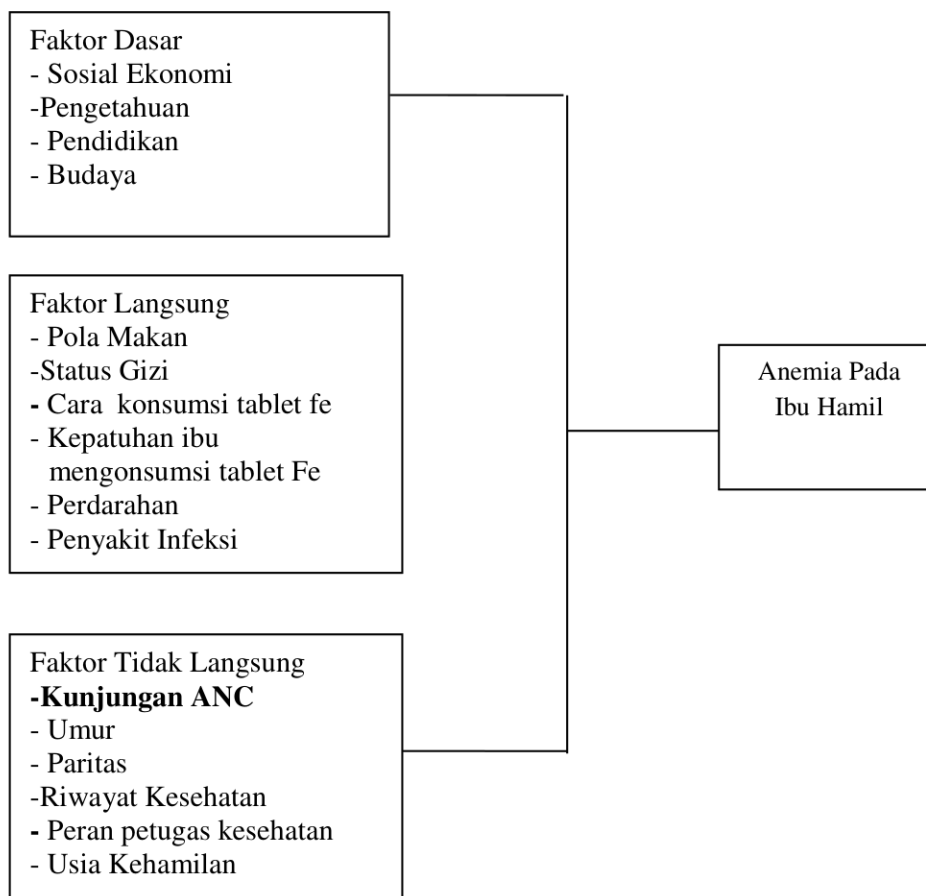 Faktor Dasar
- Sosial Ekonomi
-Pengetahuan
- Pendidikan
- Budaya
Faktor Langsung
- Pola Makan
-Status Gizi
- Cara  konsumsi tablet fe
- Kepatuhan ibu
mengonsumsi tablet Fe
- Perdarahan
- Penyakit Infeksi
Anemia Pada
Ibu Hamil
Faktor Tidak Langsung
-Kunjungan ANC
- Umur
- Paritas
-Riwayat Kesehatan
- Peran petugas kesehatan
- Usia Kehamilan